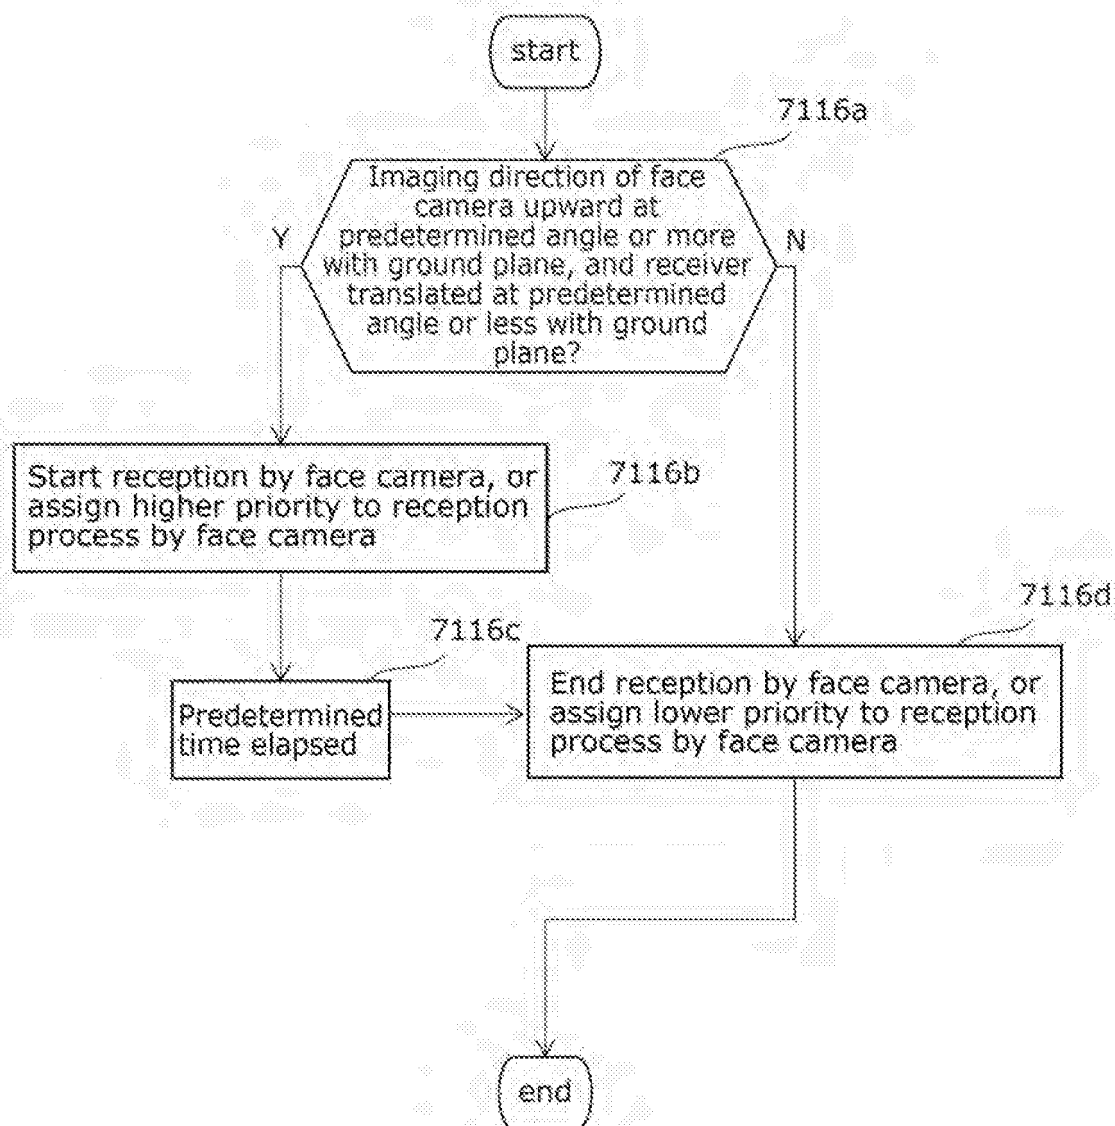 start
7116a
Imaging direction of face
camera upward at
predetermined angle or more
with ground plane, and receiver
translated at predetermined
angle or less with ground
plane?
Y
N
Start reception by face camera, or
assign higher priority to reception
process by face camera
7116b
7116c
Predetermined
time elapsed
7116d
End reception by face camera, or
assign lower priority to reception
process by face camera
end